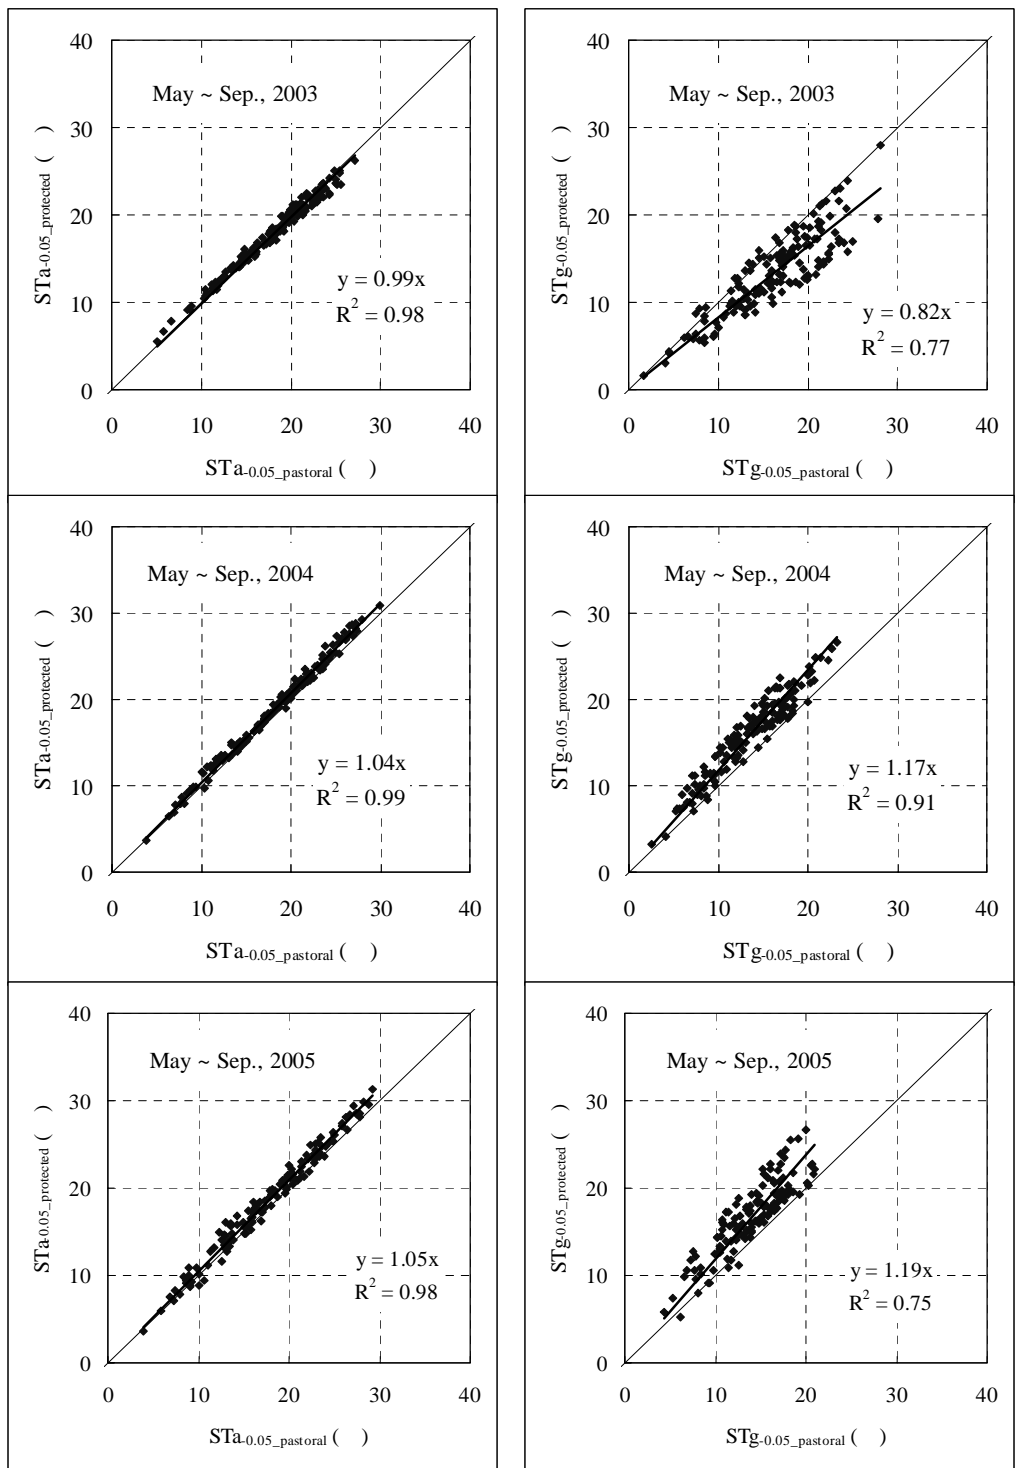 40
30
20
10
0
0 10 20 30 40
May ~ Sep., 2003
y = 0.99x
R² = 0.98
STa-0.05_protected ( )
STa-0.05_pastoral ( )
40
30
20
10
0
0 10 20 30 40
May ~ Sep., 2003
y = 0.82x
R² = 0.77
STg-0.05_protected ( )
STg-0.05_pastoral ( )
40
30
20
10
0
0 10 20 30 40
May ~ Sep., 2004
y = 1.04x
R² = 0.99
STa-0.05_protected ( )
STa-0.05_pastoral ( )
40
30
20
10
0
0 10 20 30 40
May ~ Sep., 2004
y = 1.17x
R² = 0.91
STg-0.05_protected ( )
STg-0.05_pastoral ( )
40
30
20
10
0
0 10 20 30 40
May ~ Sep., 2005
y = 1.05x
R² = 0.98
STa-0.05_protected ( )
STa-0.05_pastoral ( )
40
30
20
10
0
0 10 20 30 40
May ~ Sep., 2005
y = 1.19x
R² = 0.75
STg-0.05_protected ( )
STg-0.05_pastoral ( )